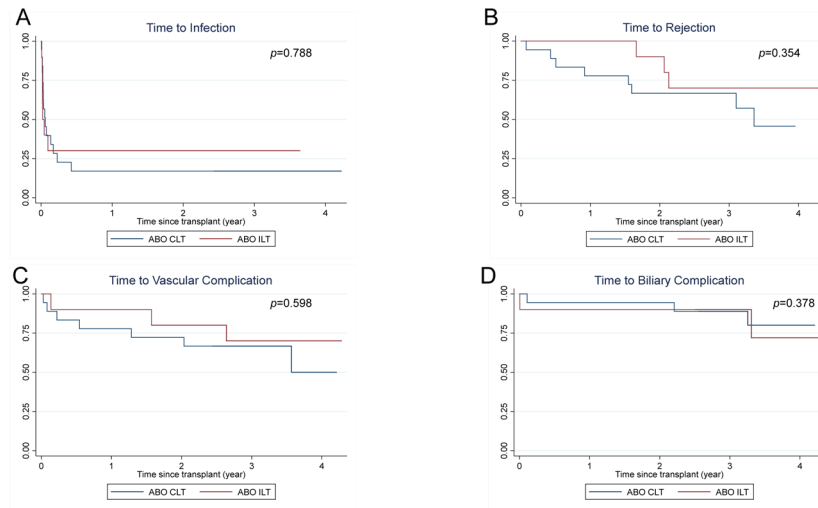 A
Time to Infection
p=0.788
1.00
0.75
0.50
0.25
0.00
0 1 2 3 4
Time since transplant (year)
ABO CLT ABO ILT
B
Time to Rejection
p=0.354
1.00
0.75
0.50
0.25
0.00
0 1 2 3 4
Time since transplant (year)
ABO CLT ABO ILT
C
Time to Vascular Complication
p=0.598
1.00
0.75
0.50
0.25
0.00
0 1 2 3 4
Time since transplant (year)
ABO CLT ABO ILT
D
Time to Biliary Complication
p=0.378
1.00
0.75
0.50
0.25
0.00
0 1 2 3 4
Time since transplant (year)
ABO CLT ABO ILT